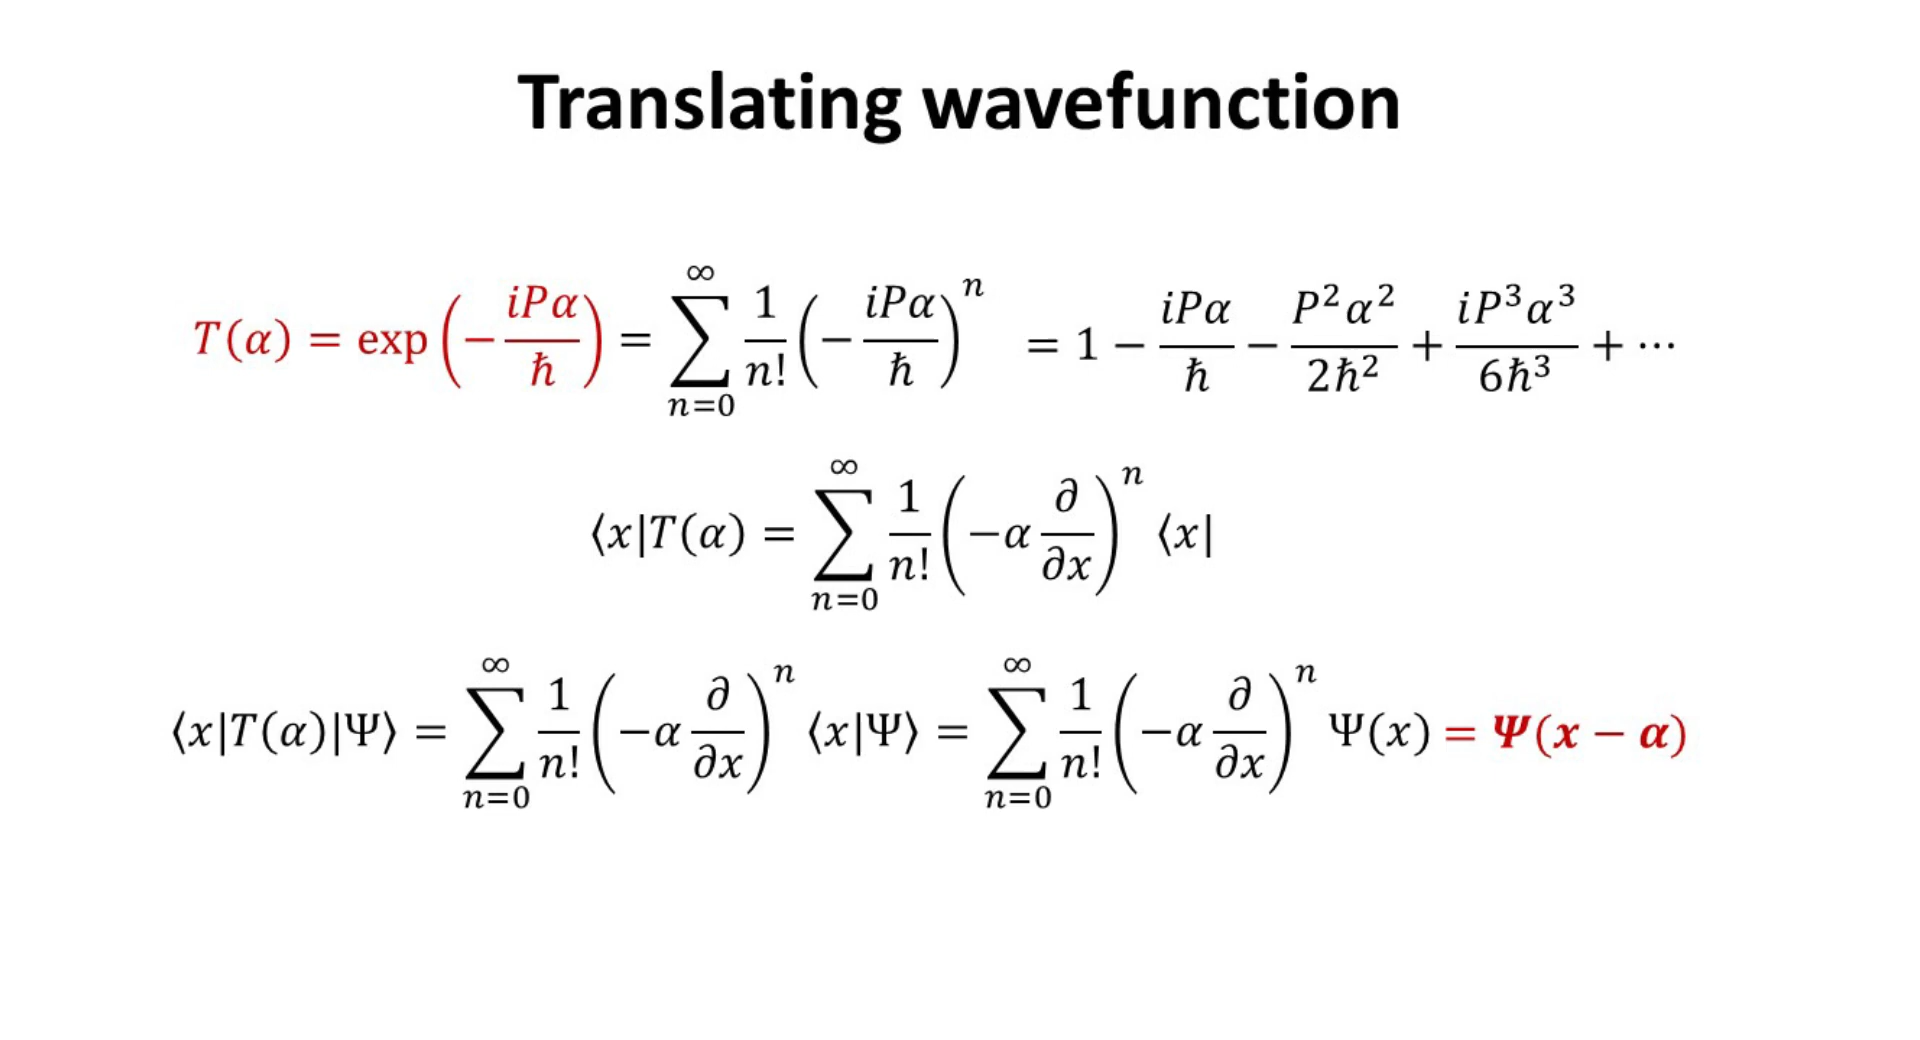 Translating wavefunction
T(α) = exp(−iPα/ħ) = ∑_{n=0}^{∞} 1/n! (−iPα/ħ)^n = 1 − iPα/ħ − P²α²/2ħ² + iP³α³/6ħ³ + ⋯
⟨x|T(α) = ∑_{n=0}^{∞} 1/n! (−α ∂/∂x)^n ⟨x|
⟨x|T(α)|Ψ⟩ = ∑_{n=0}^{∞} 1/n! (−α ∂/∂x)^n ⟨x|Ψ⟩ = ∑_{n=0}^{∞} 1/n! (−α ∂/∂x)^n Ψ(x) = Ψ(x − α)